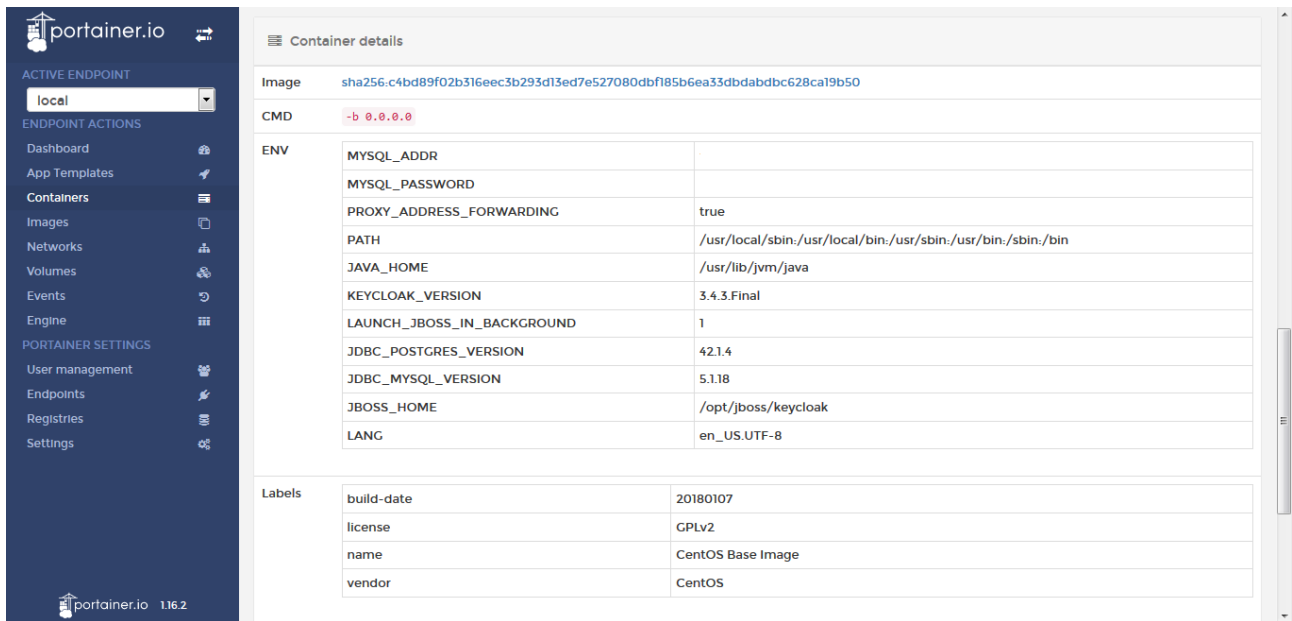 portainer.io
ACTIVE ENDPOINT
local
ENDPOINT ACTIONS
Dashboard
App Templates
Containers
Images
Networks
Volumes
Events
Engine
PORTAINER SETTINGS
User management
Endpoints
Registries
Settings
portainer.io 1.16.2
Container details
Image sha256:c4bd89f02b316eec3b293d13ed7e527080dbf185b6ea33dbdabdbc628ca19b50
CMD -b 0.0.0.0
ENV MYSQL_ADDR
MYSQL_PASSWORD
PROXY_ADDRESS_FORWARDING true
PATH /usr/local/sbin:/usr/local/bin:/usr/sbin:/usr/bin:/sbin:/bin
JAVA_HOME /usr/lib/jvm/java
KEYCLOAK_VERSION 3.4.3.Final
LAUNCH_JBOSS_IN_BACKGROUND 1
JDBC_POSTGRES_VERSION 42.1.4
JDBC_MYSQL_VERSION 5.1.18
JBOSS_HOME /opt/jboss/keycloak
LANG en_US.UTF-8
Labels build-date 20180107
license GPLv2
name CentOS Base Image
vendor CentOS